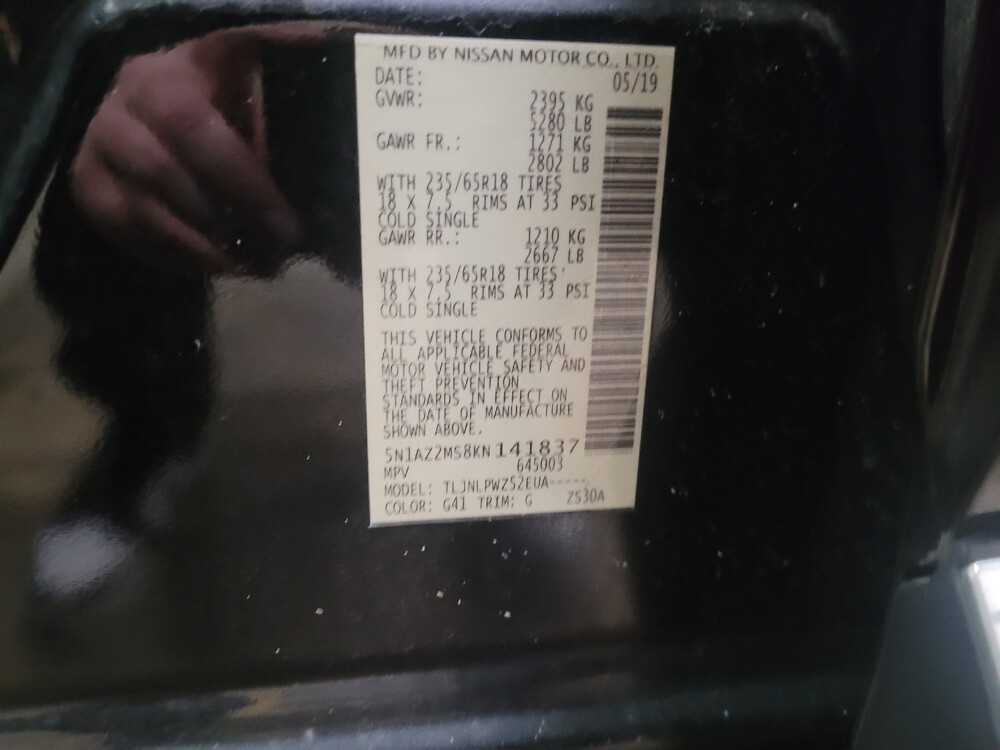 MFD BY NISSAN MOTOR CO., LTD.
DATE: 05/19
GVWR: 2395 KG
5280 LB
GAWR FR.: 1271 KG
2802 LB
WITH 235/65R18 TIRES
18 X 7.5 RIMS AT 33 PSI
COLD SINGLE
GAWR RR.: 1210 KG
2667 LB
WITH 235/65R18 TIRES
18 X 7.5 RIMS AT 33 PSI
COLD SINGLE
THIS VEHICLE CONFORMS TO
ALL APPLICABLE FEDERAL
MOTOR VEHICLE SAFETY AND
THEFT PREVENTION
STANDARDS IN EFFECT ON
THE DATE OF MANUFACTURE
SHOWN ABOVE.
5N1AZ2MS8KN141837
MPV 645003
MODEL: TLJNLPWZ52EUA-----
COLOR: G41 TRIM: G ZS30A